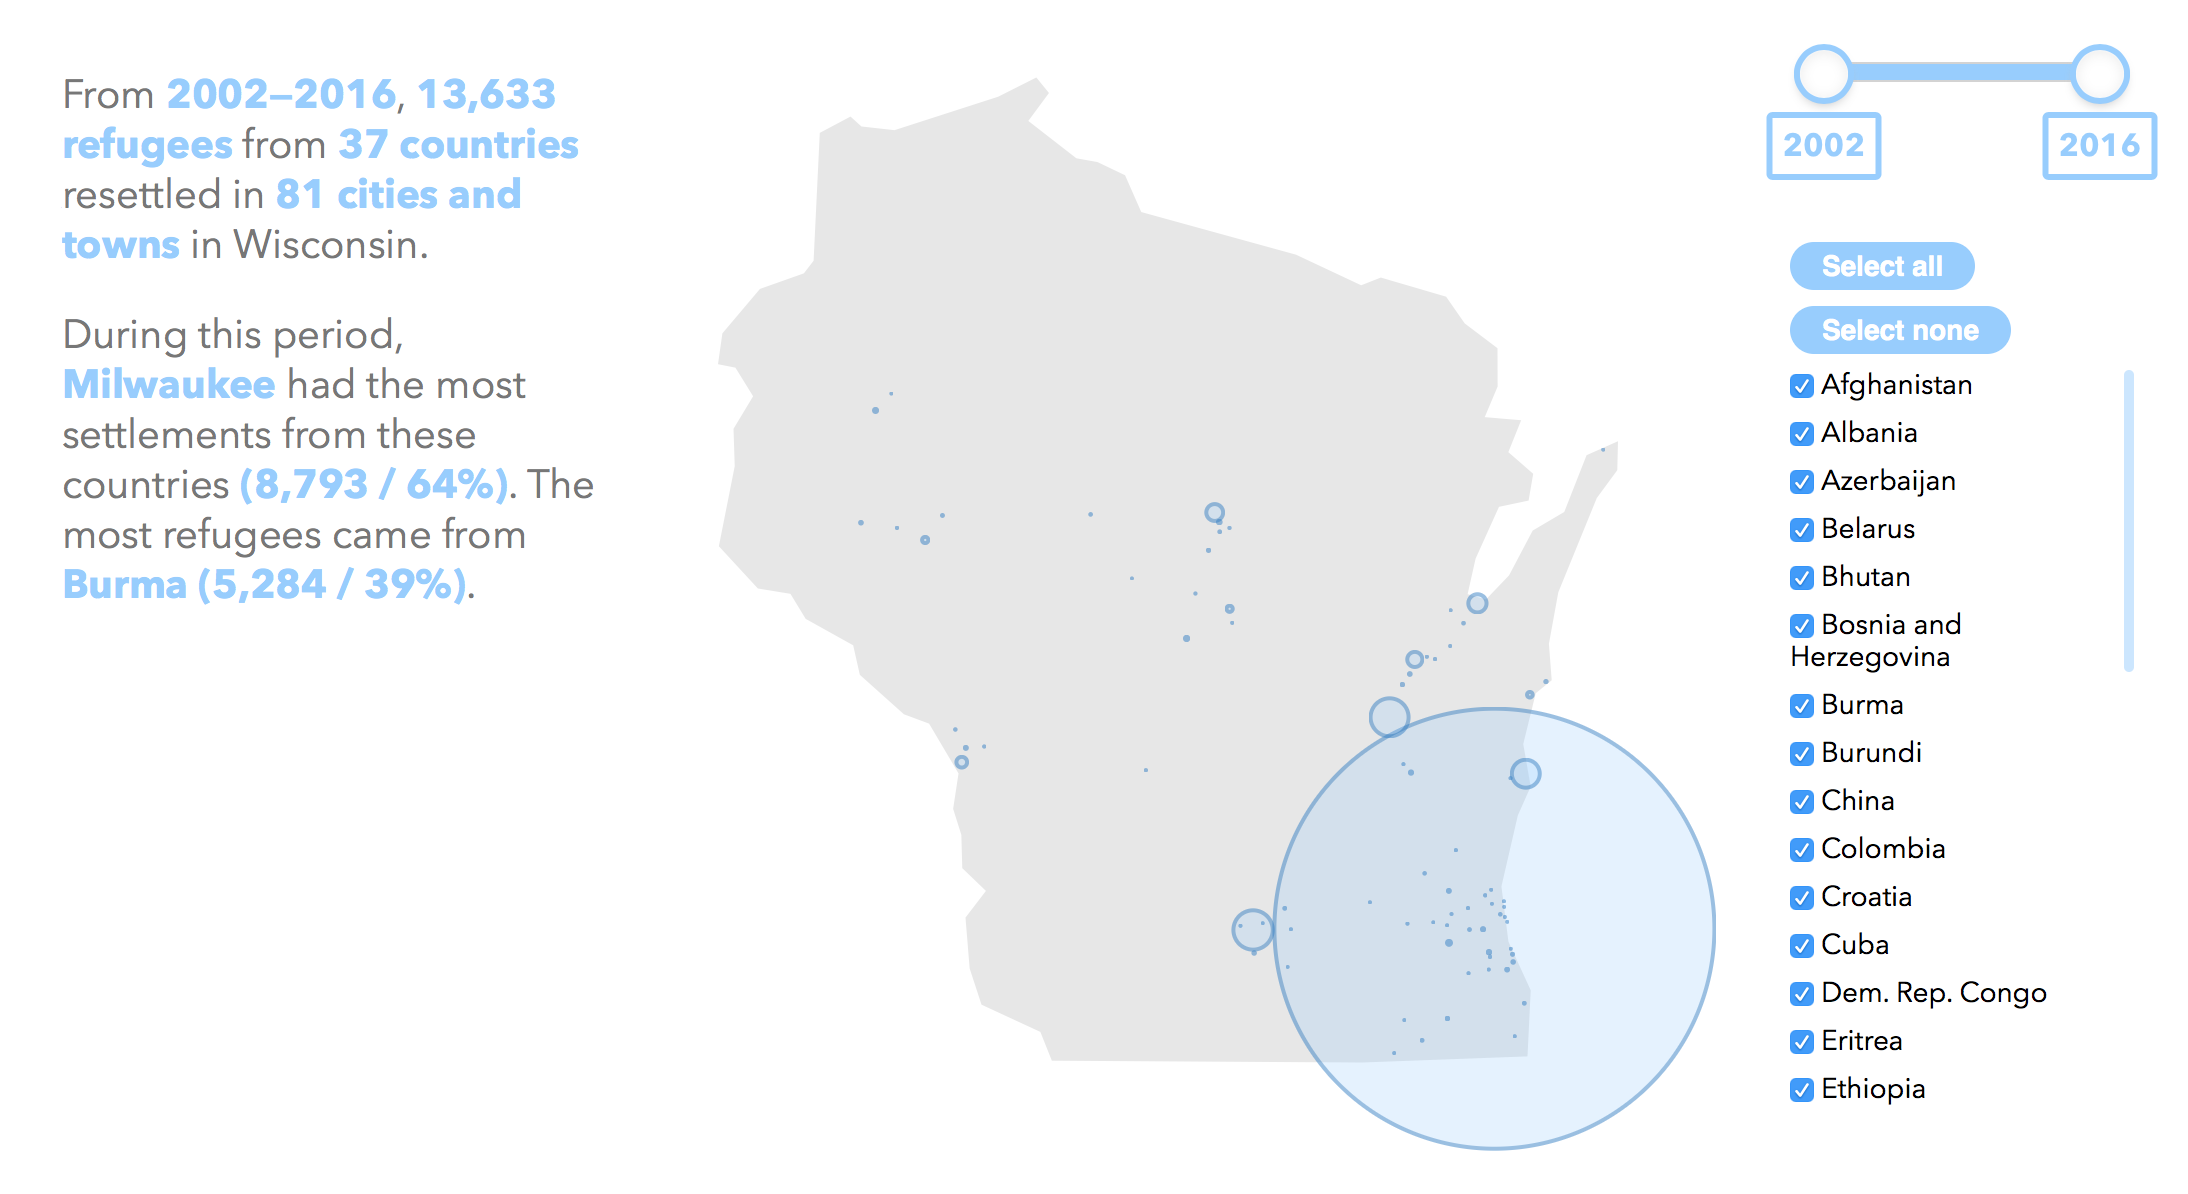 From 2002–2016, 13,633
refugees from 37 countries
resettled in 81 cities and
towns in Wisconsin.
During this period,
Milwaukee had the most
settlements from these
countries (8,793 / 64%). The
most refugees came from
Burma (5,284 / 39%).
2002
2016
Select all
Select none
Afghanistan
Albania
Azerbaijan
Belarus
Bhutan
Bosnia and
Herzegovina
Burma
Burundi
China
Colombia
Croatia
Cuba
Dem. Rep. Congo
Eritrea
Ethiopia